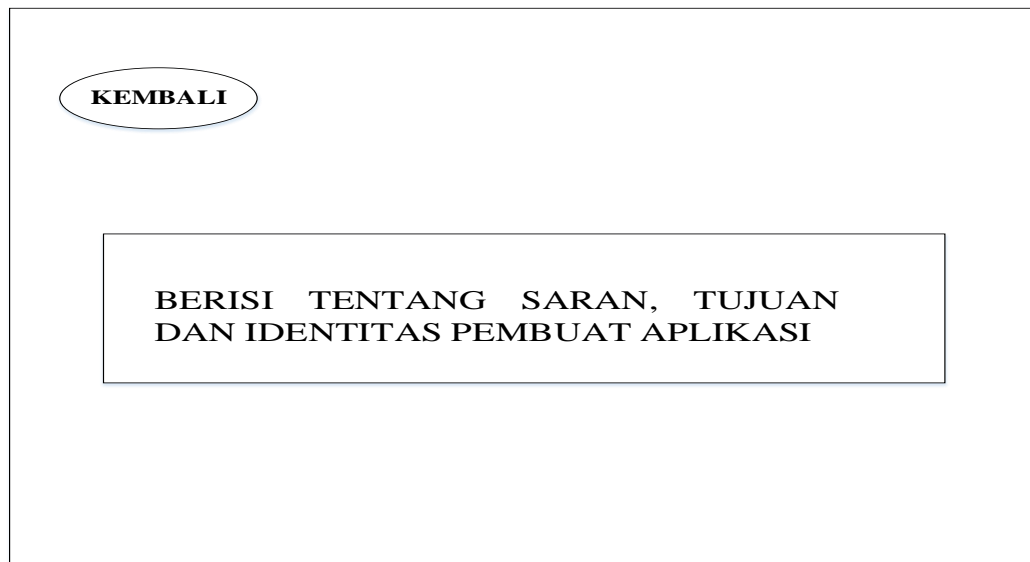 KEMBALI
BERISI TENTANG SARAN, TUJUAN
DAN IDENTITAS PEMBUAT APLIKASI